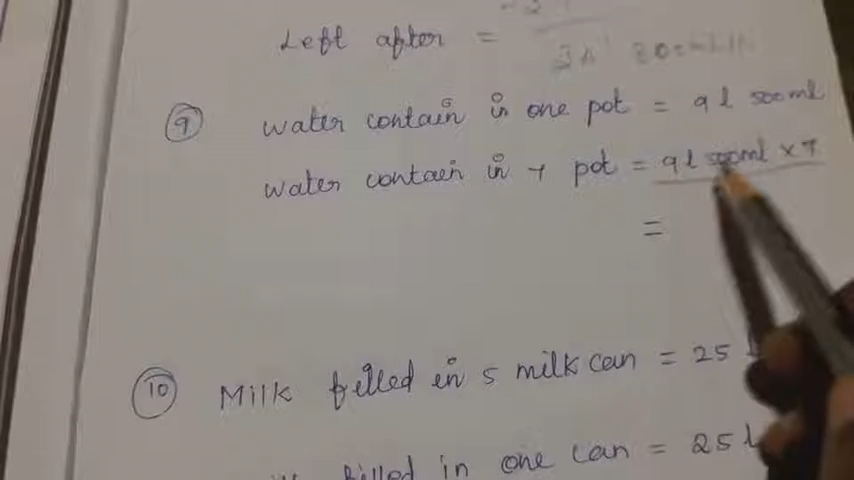 Left after =
9 Water contain in one pot = 9 l 500 ml
Water contain in 7 pot = 9 l 500 ml × 7
=
10 Milk filled in 5 milk can = 25
filled in one can = 25 l